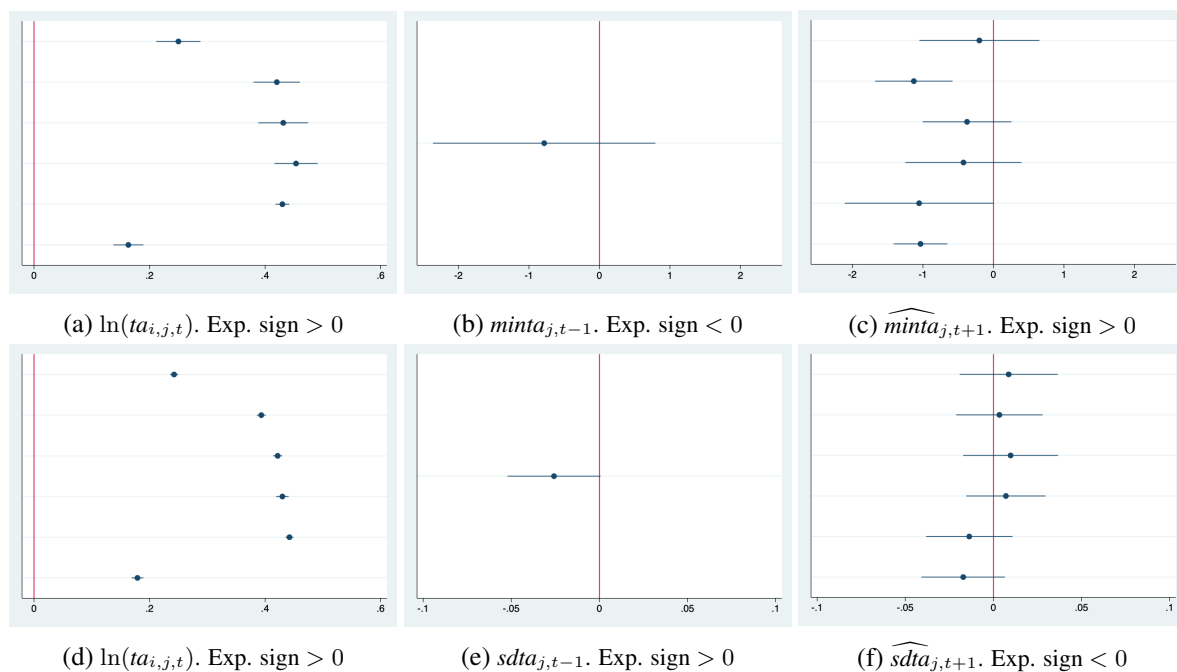 0 .2 .4 .6
-2 -1 0 1 2
-2 -1 0 1 2
(a) ln(ta_{i,j,t}). Exp. sign > 0
(b) minta_{j,t−1}. Exp. sign < 0
(c) \widehat{minta}_{j,t+1}. Exp. sign > 0
0 .2 .4 .6
-.1 -.05 0 .05 .1
-.1 -.05 0 .05 .1
(d) ln(ta_{i,j,t}). Exp. sign > 0
(e) sdta_{j,t−1}. Exp. sign > 0
(f) \widehat{sdta}_{j,t+1}. Exp. sign < 0